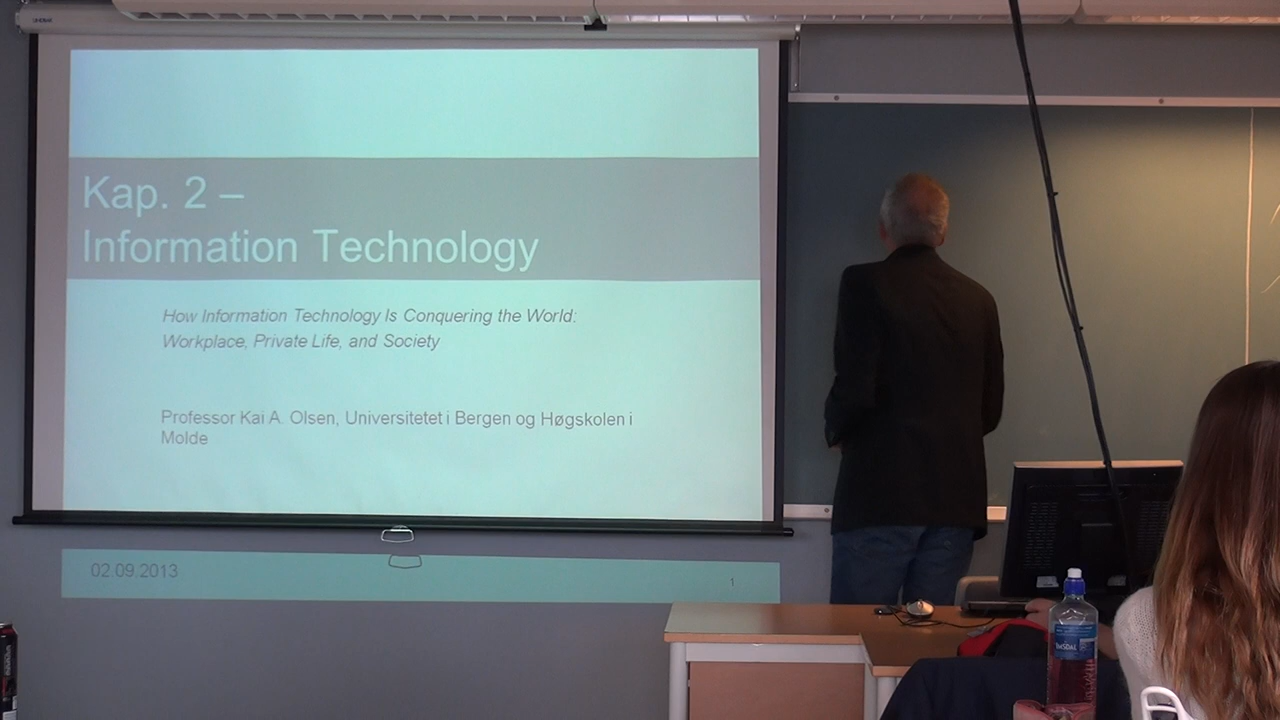 Kap. 2 –
Information Technology
How Information Technology Is Conquering the World:
Workplace, Private Life, and Society
Professor Kai A. Olsen, Universitetet i Bergen og Høgskolen i
Molde
02.09.2013
1
IMSDAL